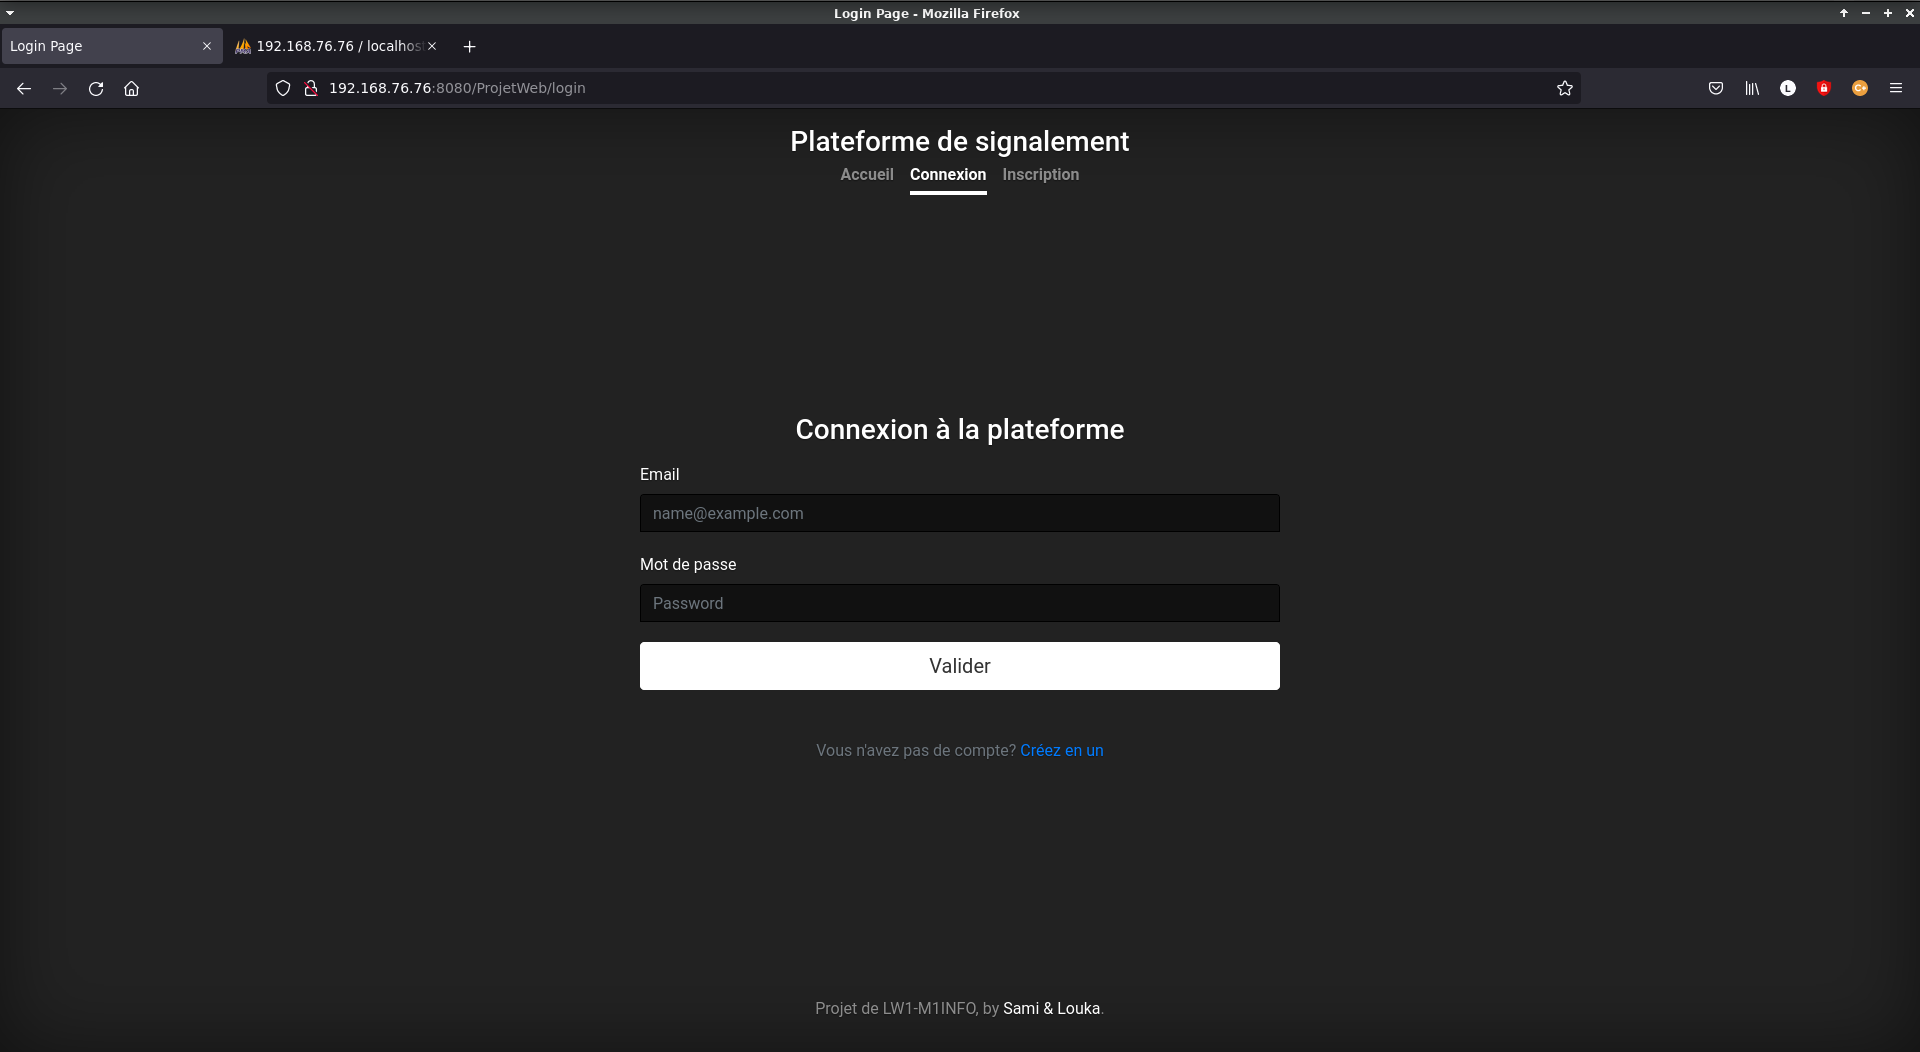 Login Page - Mozilla Firefox
Login Page
192.168.76.76 / localhos
192.168.76.76:8080/ProjetWeb/login
L
C+
Plateforme de signalement
Accueil Connexion Inscription
Connexion à la plateforme
Email
name@example.com
Mot de passe
Password
Valider
Vous n'avez pas de compte? Créez en un
Projet de LW1-M1INFO, by Sami & Louka.